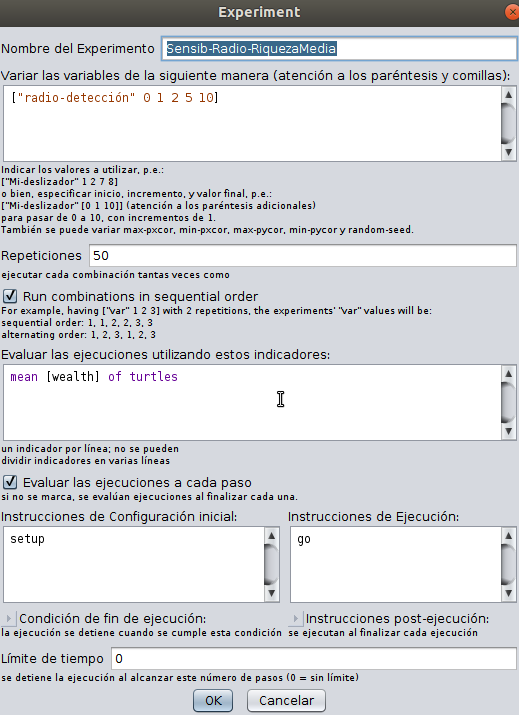 Experiment
Nombre del Experimento Sensib-Radio-RiquezaMedia
Variar las variables de la siguiente manera (atención a los paréntesis y comillas):
["radio-detección" 0 1 2 5 10]
Indicar los valores a utilizar, p.e.:
["Mi-deslizador" 1 2 7 8]
o bien, especificar inicio, incremento, y valor final, p.e.:
["Mi-deslizador" [0 1 10]] (atención a los paréntesis adicionales)
para pasar de 0 a 10, con incrementos de 1.
También se puede variar max-pxcor, min-pxcor, max-pycor, min-pycor y random-seed.
Repeticiones 50
ejecutar cada combinación tantas veces como
Run combinations in sequential order
For example, having ["var" 1 2 3] with 2 repetitions, the experiments' "var" values will be:
sequential order: 1, 1, 2, 2, 3, 3
alternating order: 1, 2, 3, 1, 2, 3
Evaluar las ejecuciones utilizando estos indicadores:
mean [wealth] of turtles
un indicador por línea; no se pueden
dividir indicadores en varias líneas
Evaluar las ejecuciones a cada paso
si no se marca, se evalúan ejecuciones al finalizar cada una.
Instrucciones de Configuración inicial: Instrucciones de Ejecución:
setup go
Condición de fin de ejecución: Instrucciones post-ejecución:
la ejecución se detiene cuando se cumple esta condición se ejecutan al finalizar cada ejecución
Límite de tiempo 0
se detiene la ejecución al alcanzar este número de pasos (0 = sin límite)
OK Cancelar